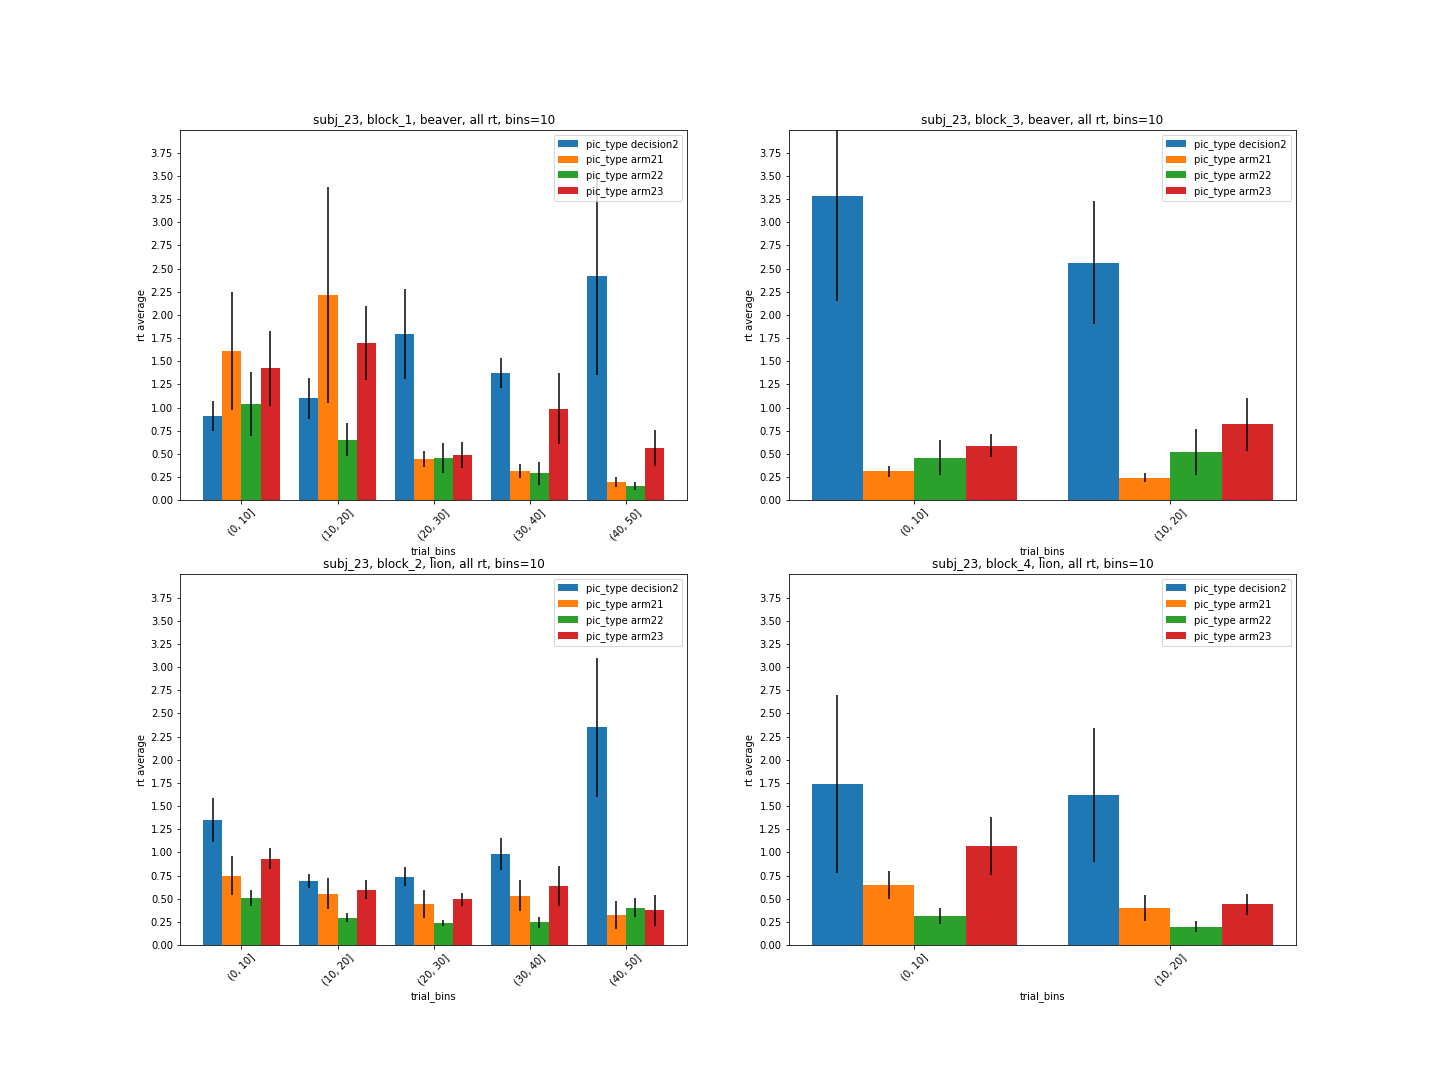 subj_23, block_1, beaver, all rt, bins=10
pic_type decision2
pic_type arm21
pic_type arm22
pic_type arm23
3.75
3.50
3.25
3.00
2.75
2.50
2.25
2.00
1.75
1.50
1.25
1.00
0.75
0.50
0.25
0.00
rt average
(0, 10]
(10, 20]
(20, 30]
(30, 40]
(40, 50]
trial_bins
subj_23, block_3, beaver, all rt, bins=10
pic_type decision2
pic_type arm21
pic_type arm22
pic_type arm23
3.75
3.50
3.25
3.00
2.75
2.50
2.25
2.00
1.75
1.50
1.25
1.00
0.75
0.50
0.25
0.00
rt average
(0, 10]
(10, 20]
trial_bins
subj_23, block_2, lion, all rt, bins=10
pic_type decision2
pic_type arm21
pic_type arm22
pic_type arm23
3.75
3.50
3.25
3.00
2.75
2.50
2.25
2.00
1.75
1.50
1.25
1.00
0.75
0.50
0.25
0.00
rt average
(0, 10]
(10, 20]
(20, 30]
(30, 40]
(40, 50]
trial_bins
subj_23, block_4, lion, all rt, bins=10
pic_type decision2
pic_type arm21
pic_type arm22
pic_type arm23
3.75
3.50
3.25
3.00
2.75
2.50
2.25
2.00
1.75
1.50
1.25
1.00
0.75
0.50
0.25
0.00
rt average
(0, 10]
(10, 20]
trial_bins